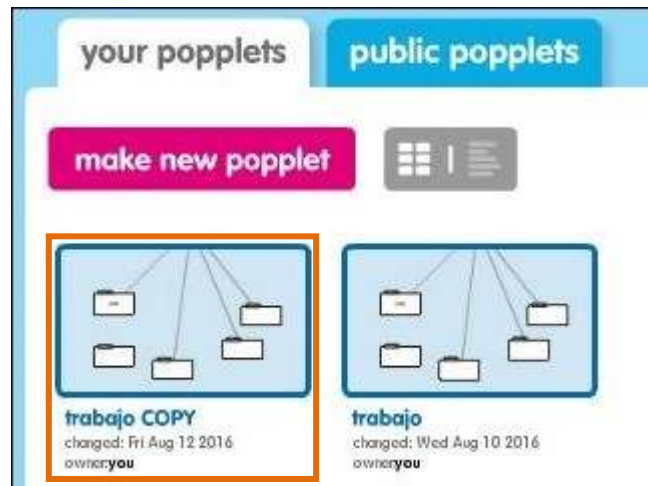 your popplets
public popplets
make new popplet
trabajo COPY
changed: Fri Aug 12 2016
owner:you
trabajo
changed: Wed Aug 10 2016
owner:you